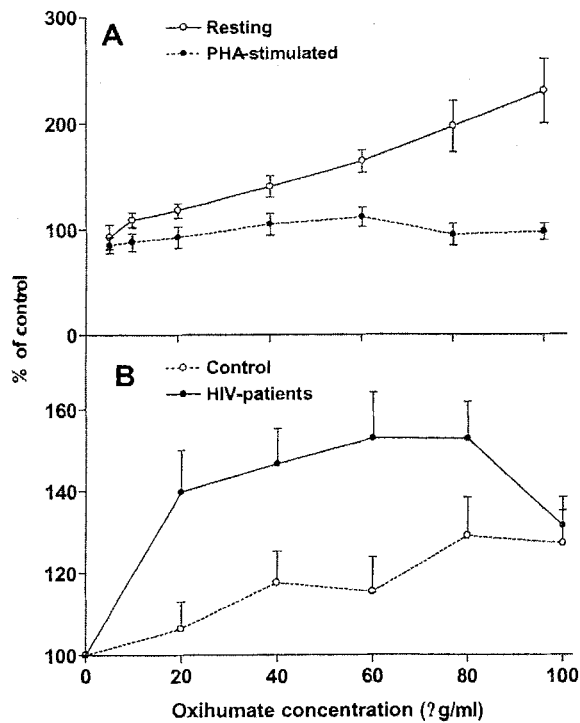 300
A
Resting
PHA-stimulated
200
100
0
% of control
B
Control
HIV-patients
160
140
120
100
0 20 40 60 80 100
Oxihumate concentration (?g/ml)